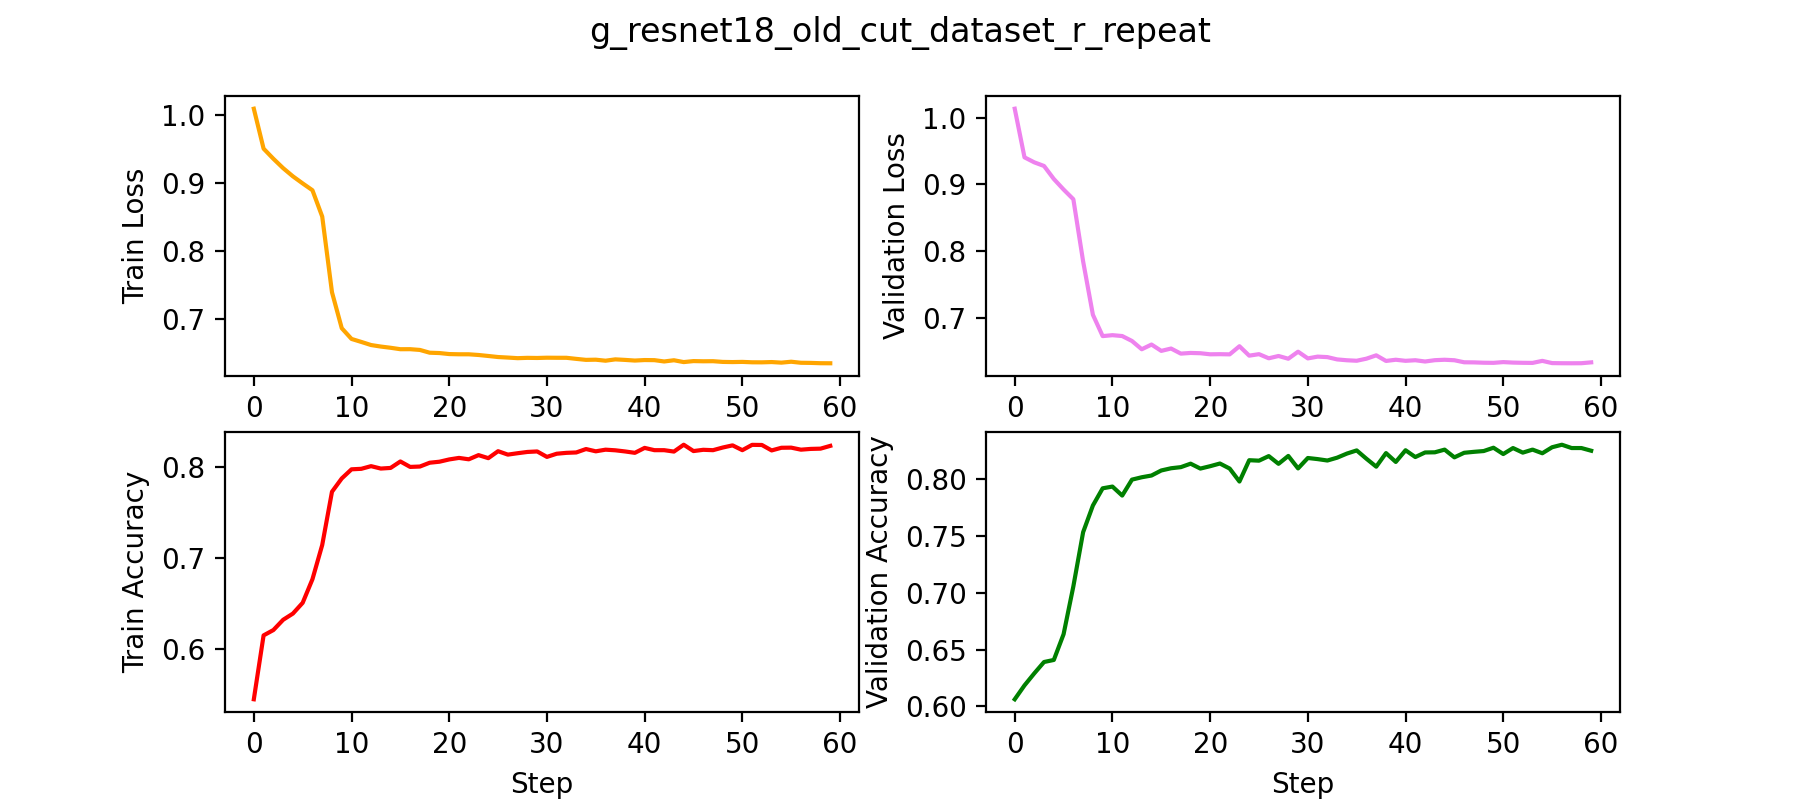 g_resnet18_old_cut_dataset_r_repeat
Train Loss
1.0
0.9
0.8
0.7
0 10 20 30 40 50 60
Validation Loss
1.0
0.9
0.8
0.7
0 10 20 30 40 50 60
Train Accuracy
0.8
0.7
0.6
0 10 20 30 40 50 60
Step
Validation Accuracy
0.80
0.75
0.70
0.65
0.60
0 10 20 30 40 50 60
Step